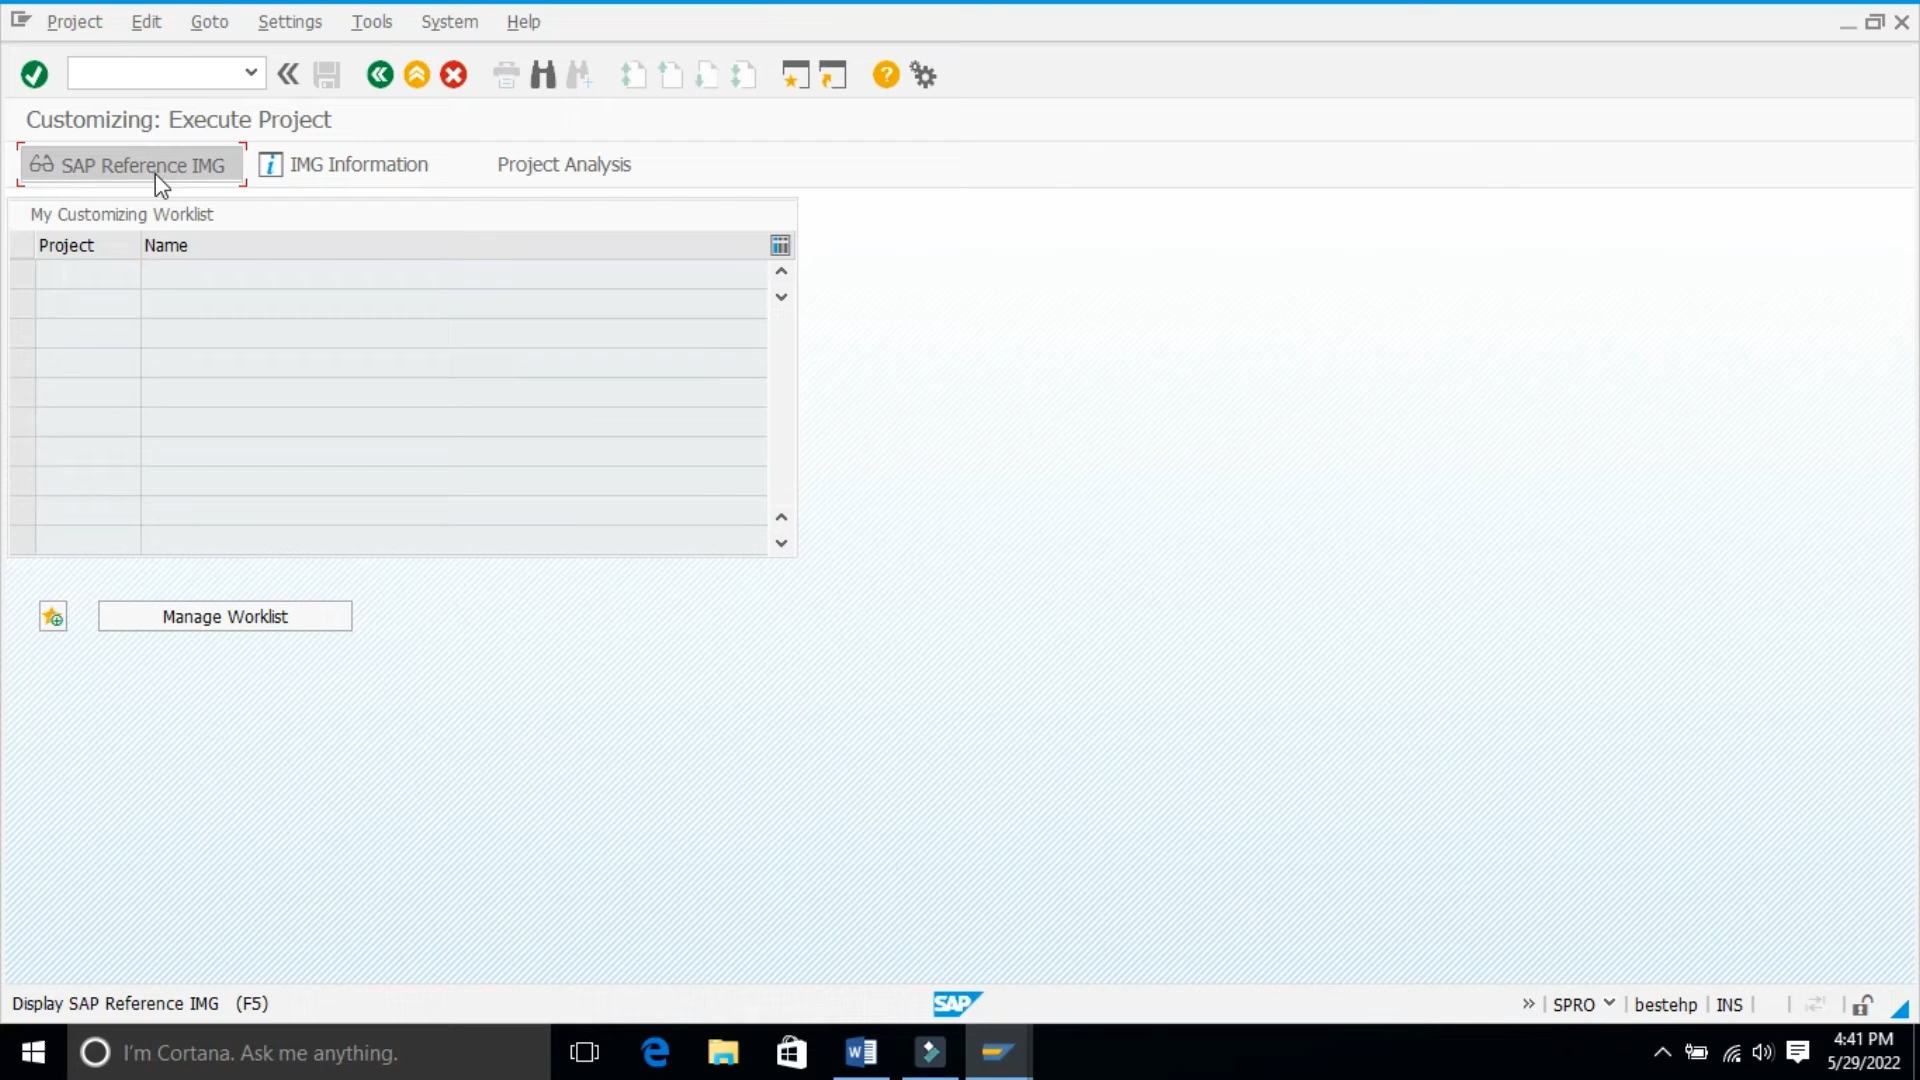 Project Edit Goto Settings Tools System Help
Customizing: Execute Project
SAP Reference IMG i IMG Information Project Analysis
My Customizing Worklist
Project Name
Manage Worklist
Display SAP Reference IMG (F5) SAP » SPRO bestehp INS
I'm Cortana. Ask me anything. 4:41 PM
5/29/2022